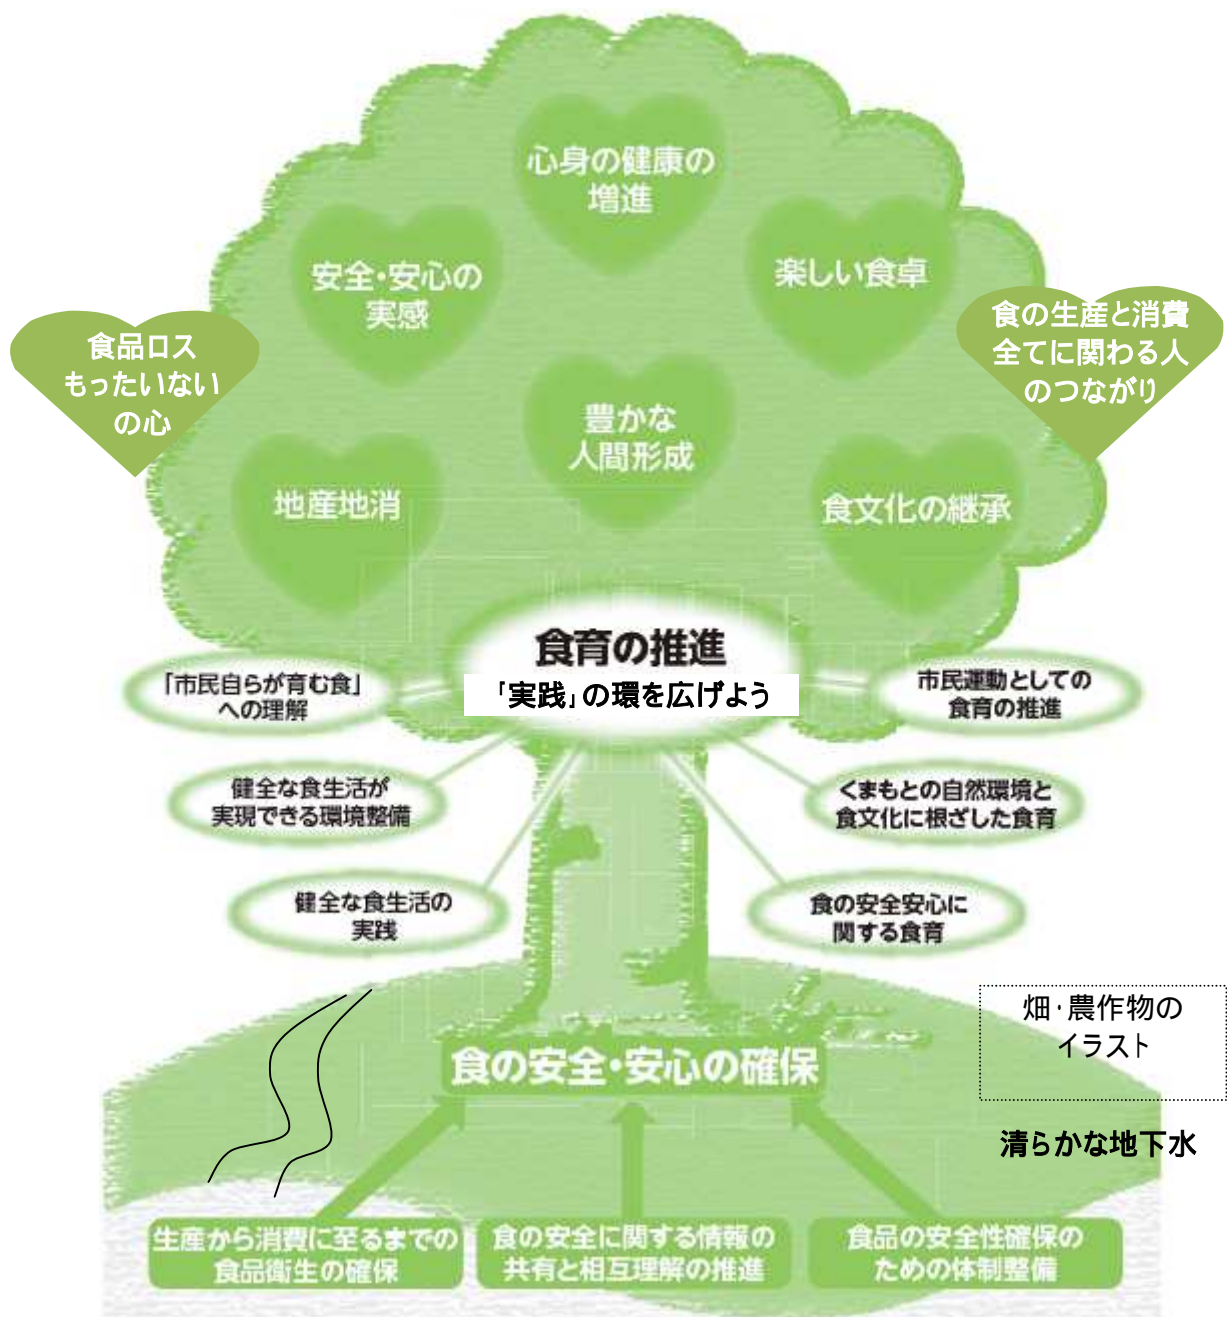 心身の健康の
増進
安全・安心の
実感
楽しい食卓
食品ロス
もったいない
の心
食の生産と消費
全てに関わる人
のつながり
豊かな
人間形成
地産地消
食文化の継承
食育の推進
「実践」の環を広げよう
「市民自らが育む食」
への理解
市民運動としての
食育の推進
健全な食生活が
実現できる環境整備
くまもとの自然環境と
食文化に根ざした食育
健全な食生活の
実践
食の安全安心に
関する食育
畑・農作物の
イラスト
食の安全・安心の確保
清らかな地下水
生産から消費に至るまでの
食品衛生の確保
食の安全に関する情報の
共有と相互理解の推進
食品の安全性確保の
ための体制整備